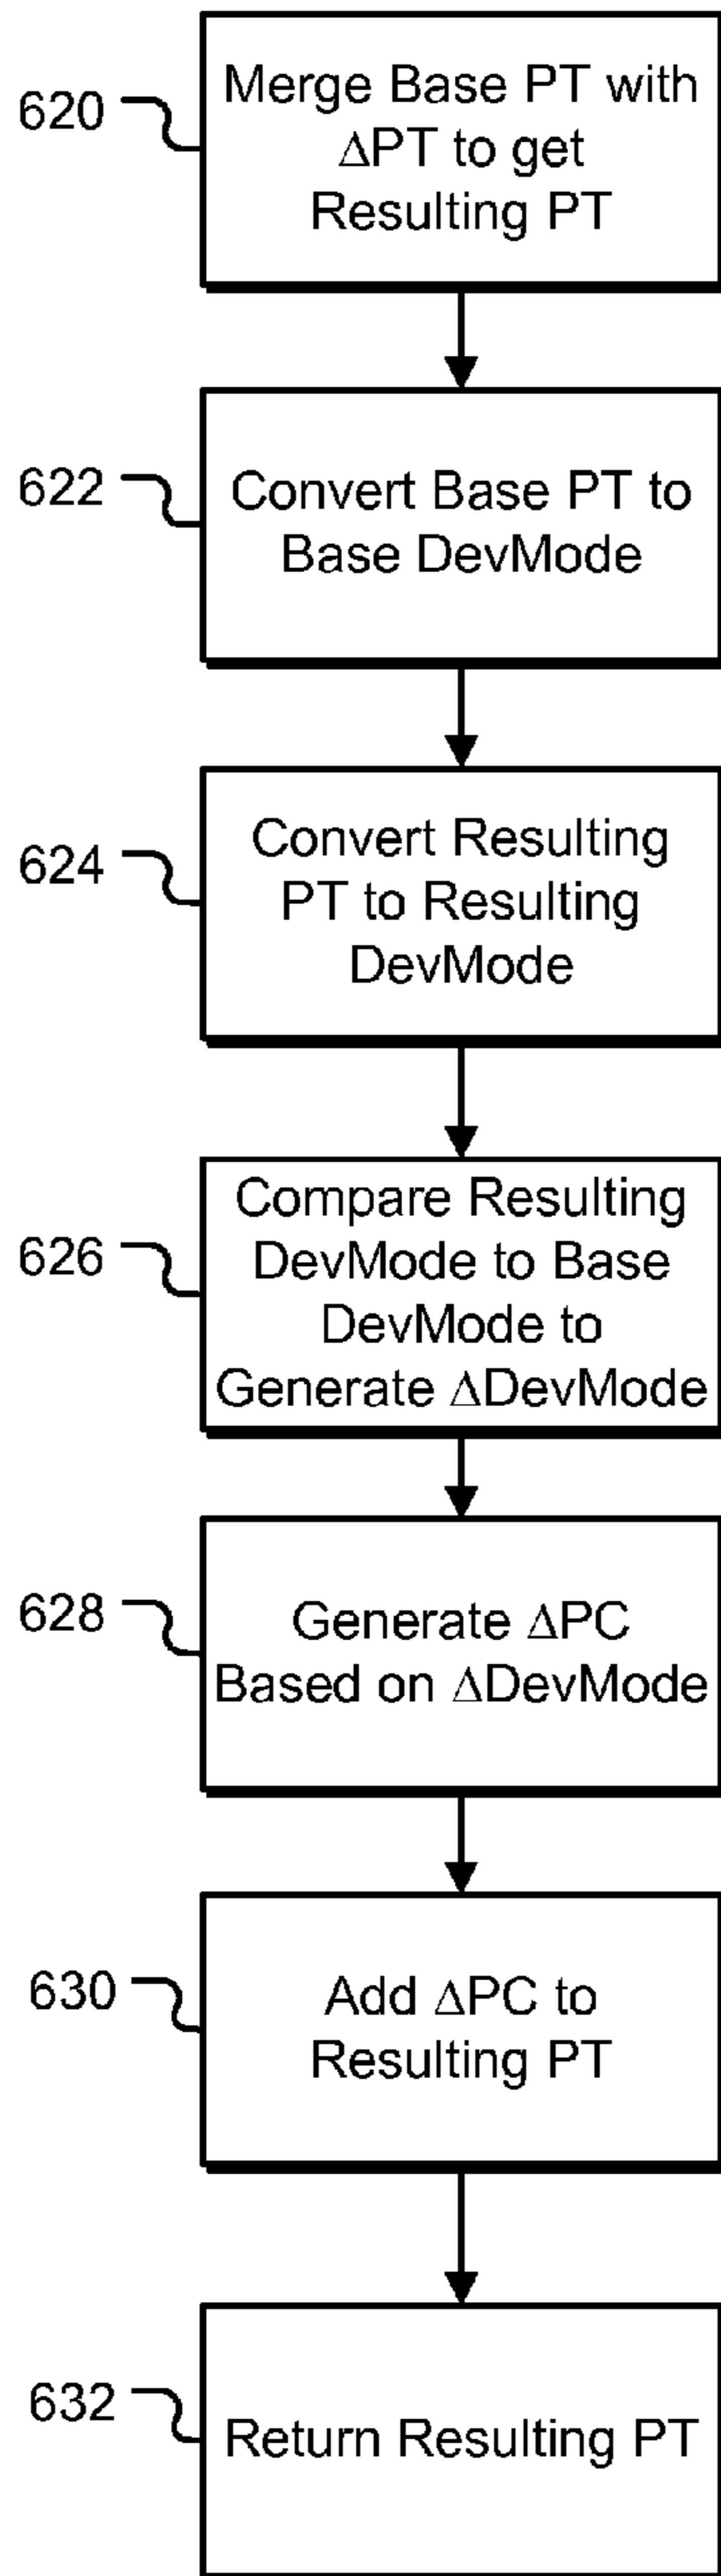 620
Merge Base PT with
ΔPT to get
Resulting PT
622
Convert Base PT to
Base DevMode
624
Convert Resulting
PT to Resulting
DevMode
626
Compare Resulting
DevMode to Base
DevMode to
Generate ΔDevMode
628
Generate ΔPC
Based on ΔDevMode
630
Add ΔPC to
Resulting PT
632
Return Resulting PT